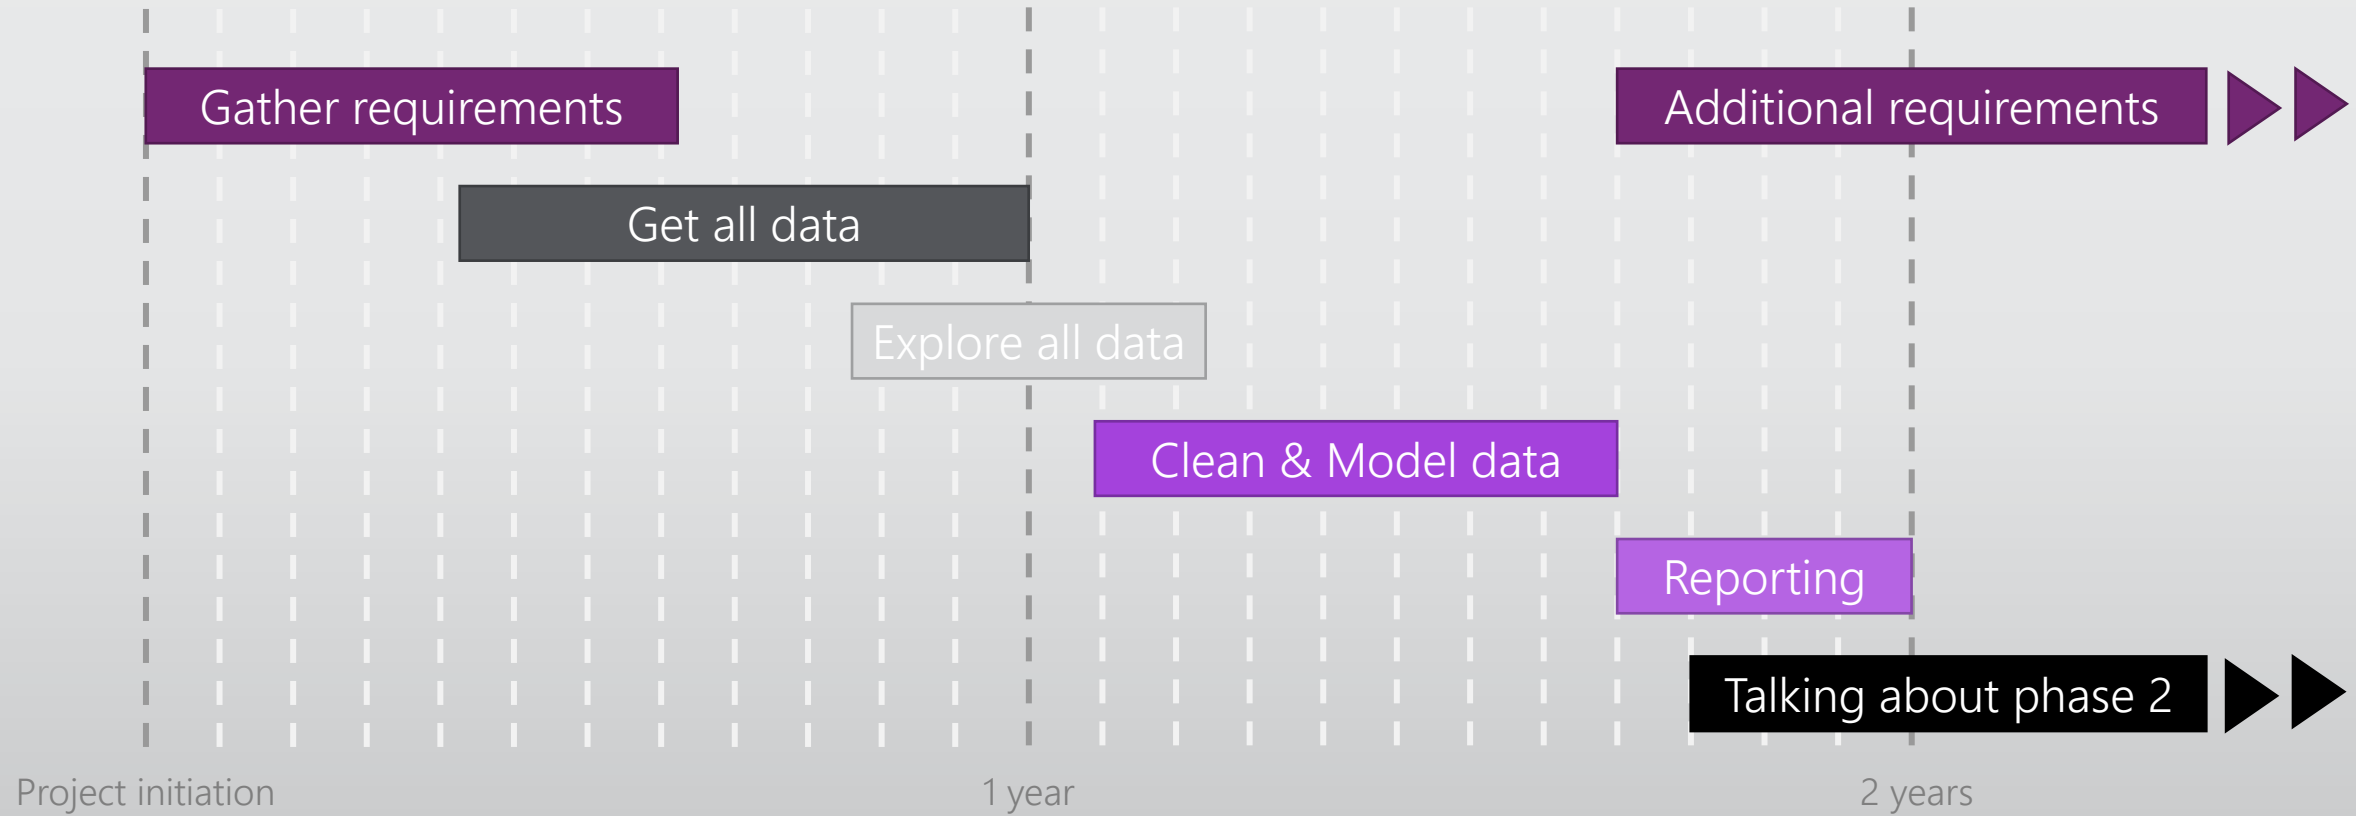 Gather requirements
Additional requirements
Get all data
Explore all data
Clean & Model data
Reporting
Talking about phase 2
Project initiation
1 year
2 years